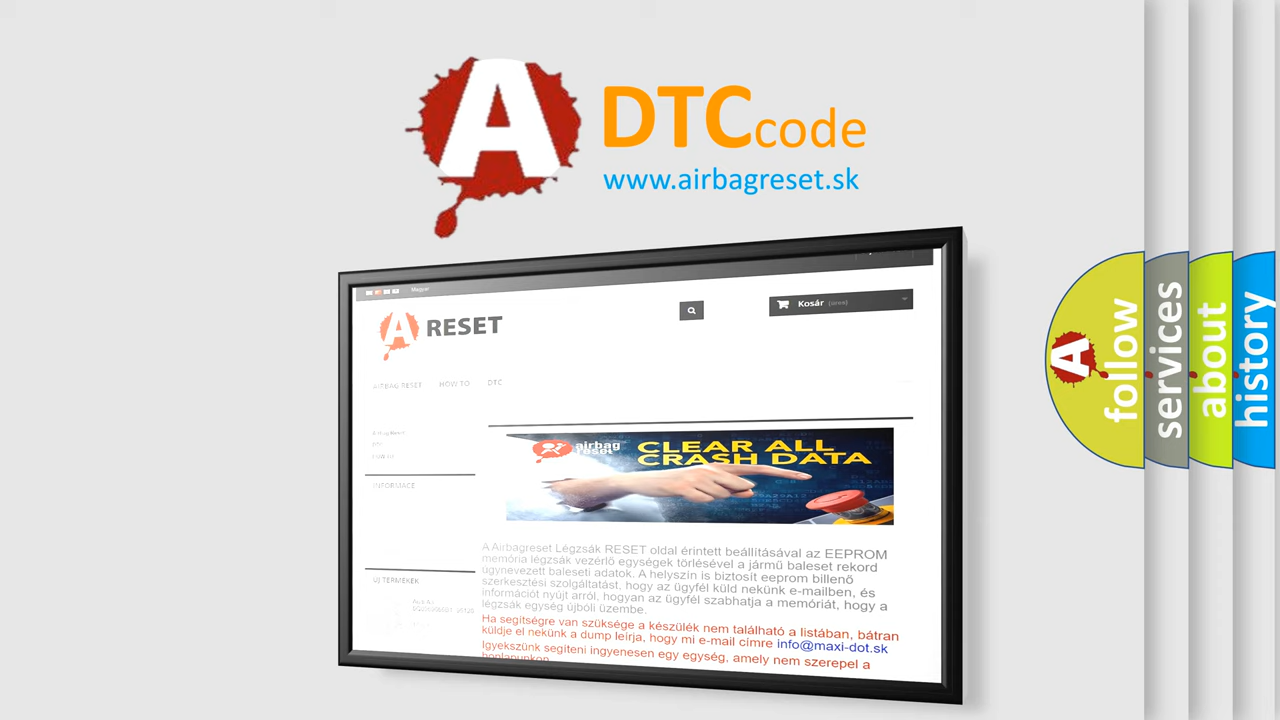 A DTC code
www.airbagreset.sk
Magyar
Kosár (üres)
A RESET
AIRBAG RESET HOW TO DTC
INFORMACE
airbag
reset
CLEAR ALL
CRASH DATA
A Airbagreset Légzsák RESET oldal érintett beállításával az EEPROM
memória légzsák vezérlő egységek törlésével a jármű baleset rekord
úgynevezett baleseti adatok. A helyszín is biztosít eeprom billenő
szerkesztési szolgáltatást, hogy az ügyfél küld nekünk e-mailben, és
információt nyújt arról, hogyan az ügyfél szabhatja a memóriát, hogy a
légzsák egység újbóli üzembe.
Ha segítségre van szüksége a készülék nem található a listában, bátran
küldje el nekünk a dump leírja, hogy mi e-mail címre info@maxi-dot.sk
Igyekszünk segíteni ingyenesen egy egység, amely nem szerepel a
honlapunkon
ÚJ TERMÉKEK
A
follow
services
about
history